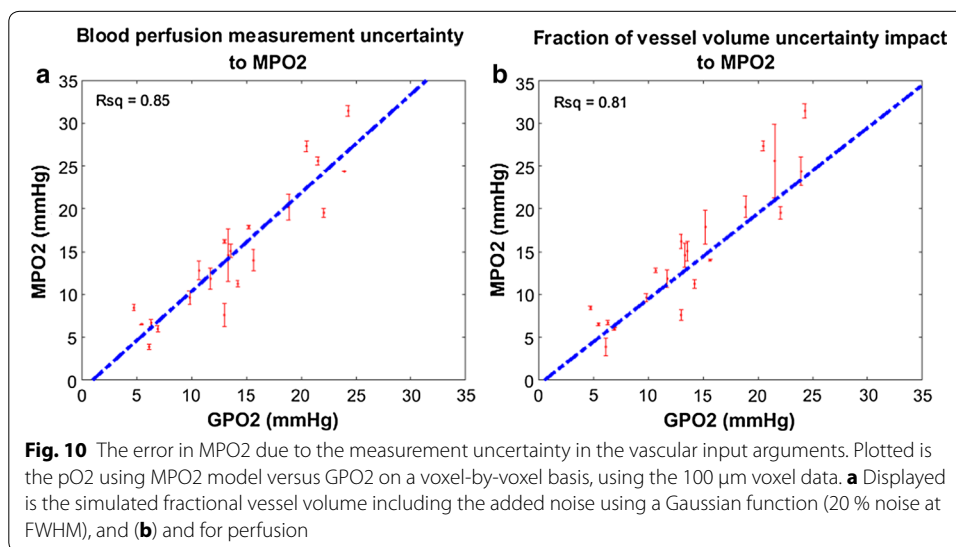 Blood perfusion measurement uncertainty
to MPO2
a
Rsq = 0.85
MPO2 (mmHg)
35
30
25
20
15
10
5
0
0 5 10 15 20 25 30 35
GPO2 (mmHg)
Fraction of vessel volume uncertainty impact
to MPO2
b
Rsq = 0.81
MPO2 (mmHg)
35
30
25
20
15
10
5
0
0 5 10 15 20 25 30 35
GPO2 (mmHg)
Fig. 10 The error in MPO2 due to the measurement uncertainty in the vascular input arguments. Plotted is
the pO2 using MPO2 model versus GPO2 on a voxel-by-voxel basis, using the 100 µm voxel data. a Displayed
is the simulated fractional vessel volume including the added noise using a Gaussian function (20 % noise at
FWHM), and (b) and for perfusion